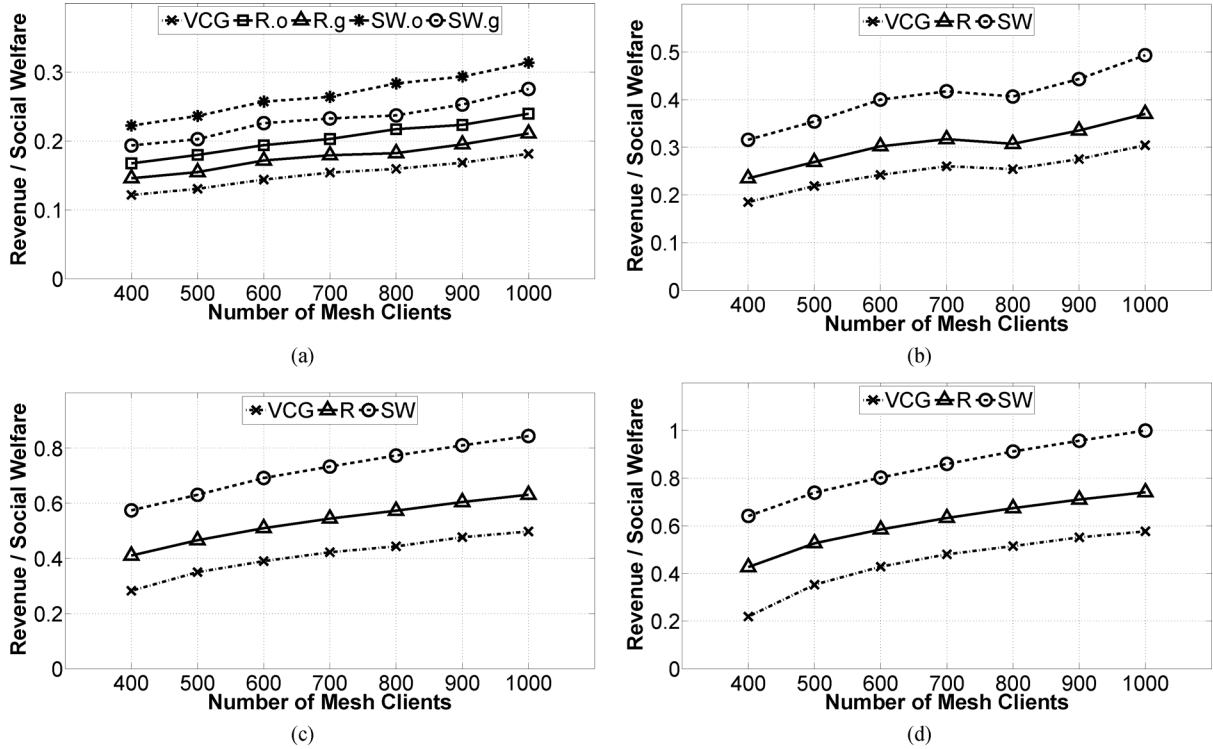 VCG R.o R.g SW.o SW.g
Revenue / Social Welfare
0.3
0.2
0.1
0
400 500 600 700 800 900 1000
Number of Mesh Clients
(a)
VCG R SW
Revenue / Social Welfare
0.5
0.4
0.3
0.2
0.1
0
400 500 600 700 800 900 1000
Number of Mesh Clients
(b)
VCG R SW
Revenue / Social Welfare
0.8
0.6
0.4
0.2
0
400 500 600 700 800 900 1000
Number of Mesh Clients
(c)
VCG R SW
Revenue / Social Welfare
1
0.8
0.6
0.4
0.2
0
400 500 600 700 800 900 1000
Number of Mesh Clients
(d)